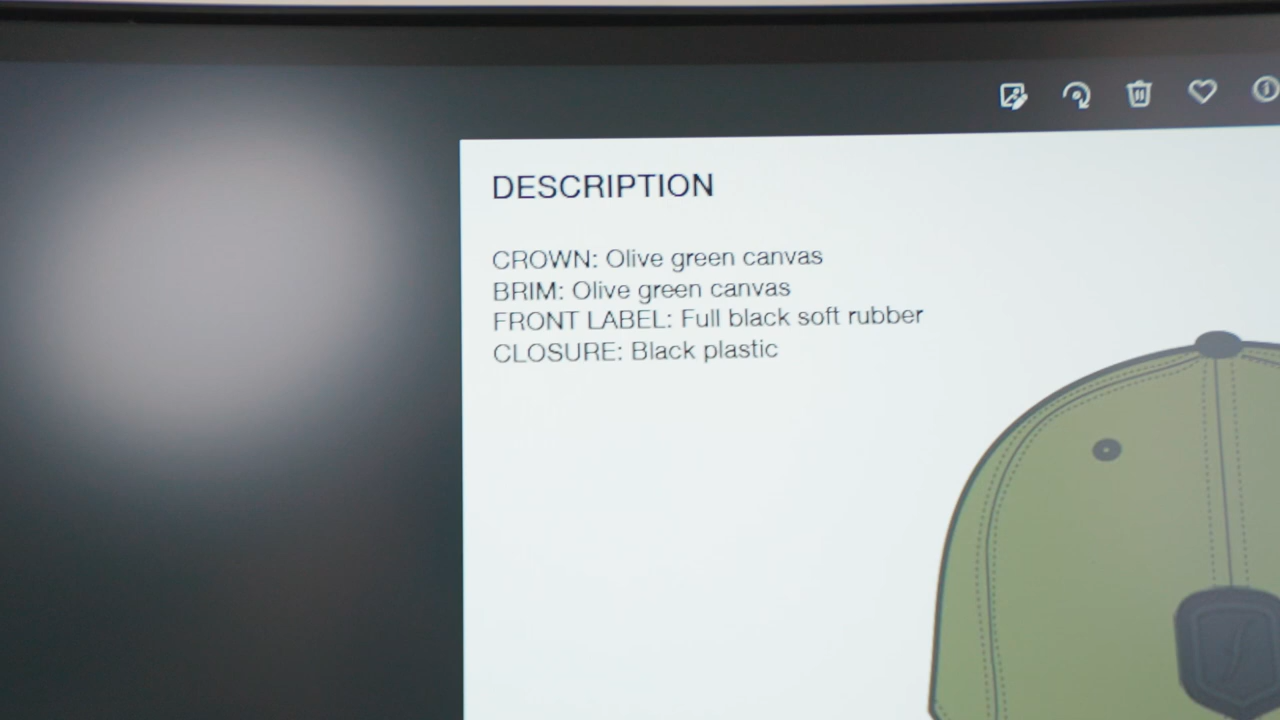 DESCRIPTION
CROWN: Olive green canvas
BRIM: Olive green canvas
FRONT LABEL: Full black soft rubber
CLOSURE: Black plastic